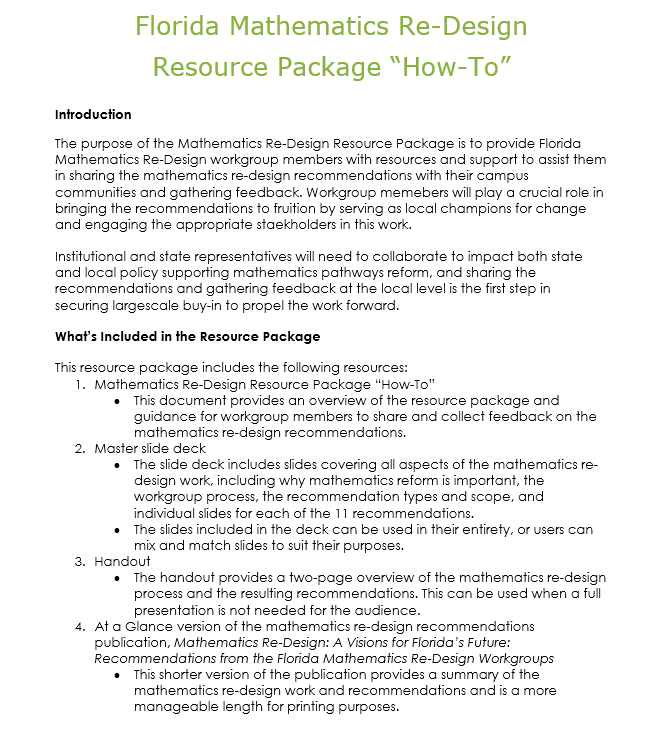 Florida Mathematics Re-Design
Resource Package “How-To”
Introduction
The purpose of the Mathematics Re-Design Resource Package is to provide Florida
Mathematics Re-Design workgroup members with resources and support to assist them
in sharing the mathematics re-design recommendations with their campus
communities and gathering feedback. Workgroup memebers will play a crucial role in
bringing the recommendations to fruition by serving as local champions for change
and engaging the appropriate staekholders in this work.
Institutional and state representatives will need to collaborate to impact both state
and local policy supporting mathematics pathways reform, and sharing the
recommendations and gathering feedback at the local level is the first step in
securing largescale buy-in to propel the work forward.
What’s Included in the Resource Package
This resource package includes the following resources:
1. Mathematics Re-Design Resource Package “How-To”
• This document provides an overview of the resource package and
guidance for workgroup members to share and collect feedback on the
mathematics re-design recommendations.
2. Master slide deck
• The slide deck includes slides covering all aspects of the mathematics re-
design work, including why mathematics reform is important, the
workgroup process, the recommendation types and scope, and
individual slides for each of the 11 recommendations.
• The slides included in the deck can be used in their entirety, or users can
mix and match slides to suit their purposes.
3. Handout
• The handout provides a two-page overview of the mathematics re-design
process and the resulting recommendations. This can be used when a full
presentation is not needed for the audience.
4. At a Glance version of the mathematics re-design recommendations
publication, Mathematics Re-Design: A Visions for Florida’s Future:
Recommendations from the Florida Mathematics Re-Design Workgroups
• This shorter version of the publication provides a summary of the
mathematics re-design work and recommendations and is a more
manageable length for printing purposes.